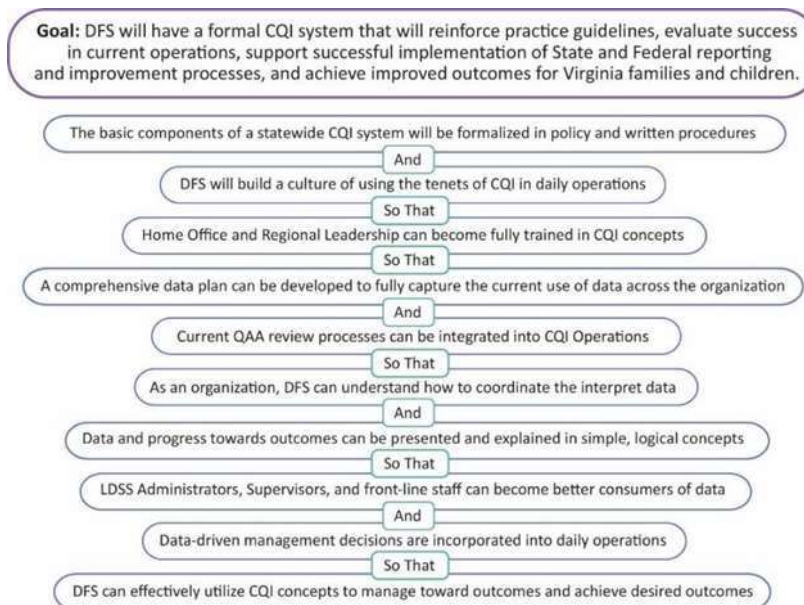 Goal: DFS will have a formal CQI system that will reinforce practice guidelines, evaluate success
in current operations, support successful implementation of State and Federal reporting
and improvement processes, and achieve improved outcomes for Virginia families and children.
The basic components of a statewide CQI system will be formalized in policy and written procedures
And
DFS will build a culture of using the tenets of CQI in daily operations
So That
Home Office and Regional Leadership can become fully trained in CQI concepts
So That
A comprehensive data plan can be developed to fully capture the current use of data across the organization
And
Current QAA review processes can be integrated into CQI Operations
So That
As an organization, DFS can understand how to coordinate the interpret data
And
Data and progress towards outcomes can be presented and explained in simple, logical concepts
So That
LDSS Administrators, Supervisors, and front-line staff can become better consumers of data
And
Data-driven management decisions are incorporated into daily operations
So That
DFS can effectively utilize CQI concepts to manage toward outcomes and achieve desired outcomes